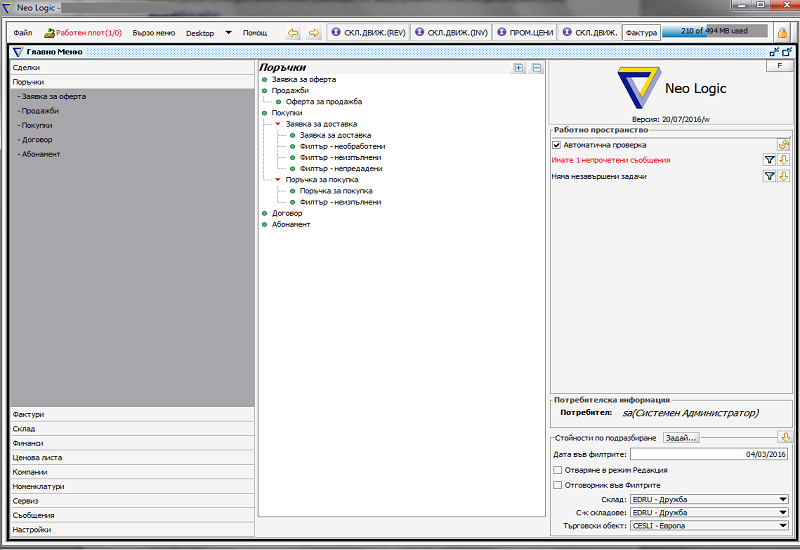 Neo Logic -
Файл Работен плот(1/0) Бързо меню Desktop Помощ СКЛ.ДВИЖ.(REV) СКЛ.ДВИЖ.(INV) ПРОМ.ЦЕНИ СКЛ.ДВИЖ. Фактура 210 of 494 MB used
Главно Меню
Сделки
Поръчки
- Заявка за оферта
- Продажби
- Покупки
- Договор
- Абонамент
Фактури
Склад
Финанси
Ценова листа
Компании
Номенклатури
Сервиз
Съобщения
Настройки
Поръчки
Заявка за оферта
Продажби
Оферта за продажба
Покупки
Заявка за доставка
Заявка за доставка
Филтър - необработени
Филтър - неизпълнени
Филтър - непредадени
Поръчка за покупка
Поръчка за покупка
Филтър - неизпълнени
Договор
Абонамент
F
Neo Logic
Версия: 20/07/2016/w
Работно пространство
Автоматична проверка
Имате 1 непрочетени съобщения
Няма незавършени задачи
Потребителска информация
Потребител: sa(Системен Администратор)
Стойности по подразбиране Задай...
Дата във филтрите: 04/03/2016
Отваряне в режим Редакция
Отговорник във Филтрите
Склад: EDRU - Дружба
С-к складове: EDRU - Дружба
Търговски обект: CESLI - Европа